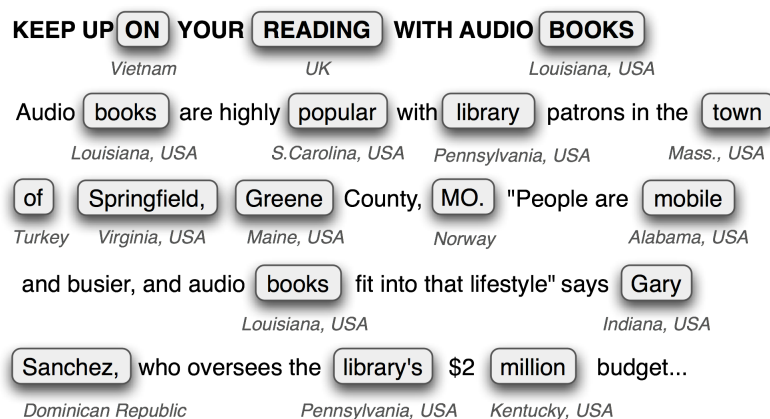 KEEP UP ON YOUR READING WITH AUDIO BOOKS
Vietnam UK Louisiana, USA
Audio books are highly popular with library patrons in the town
Louisiana, USA S.Carolina, USA Pennsylvania, USA Mass., USA
of Springfield, Greene County, MO. "People are mobile
Turkey Virginia, USA Maine, USA Norway Alabama, USA
and busier, and audio books fit into that lifestyle" says Gary
Louisiana, USA Indiana, USA
Sanchez, who oversees the library's $2 million budget...
Dominican Republic Pennsylvania, USA Kentucky, USA